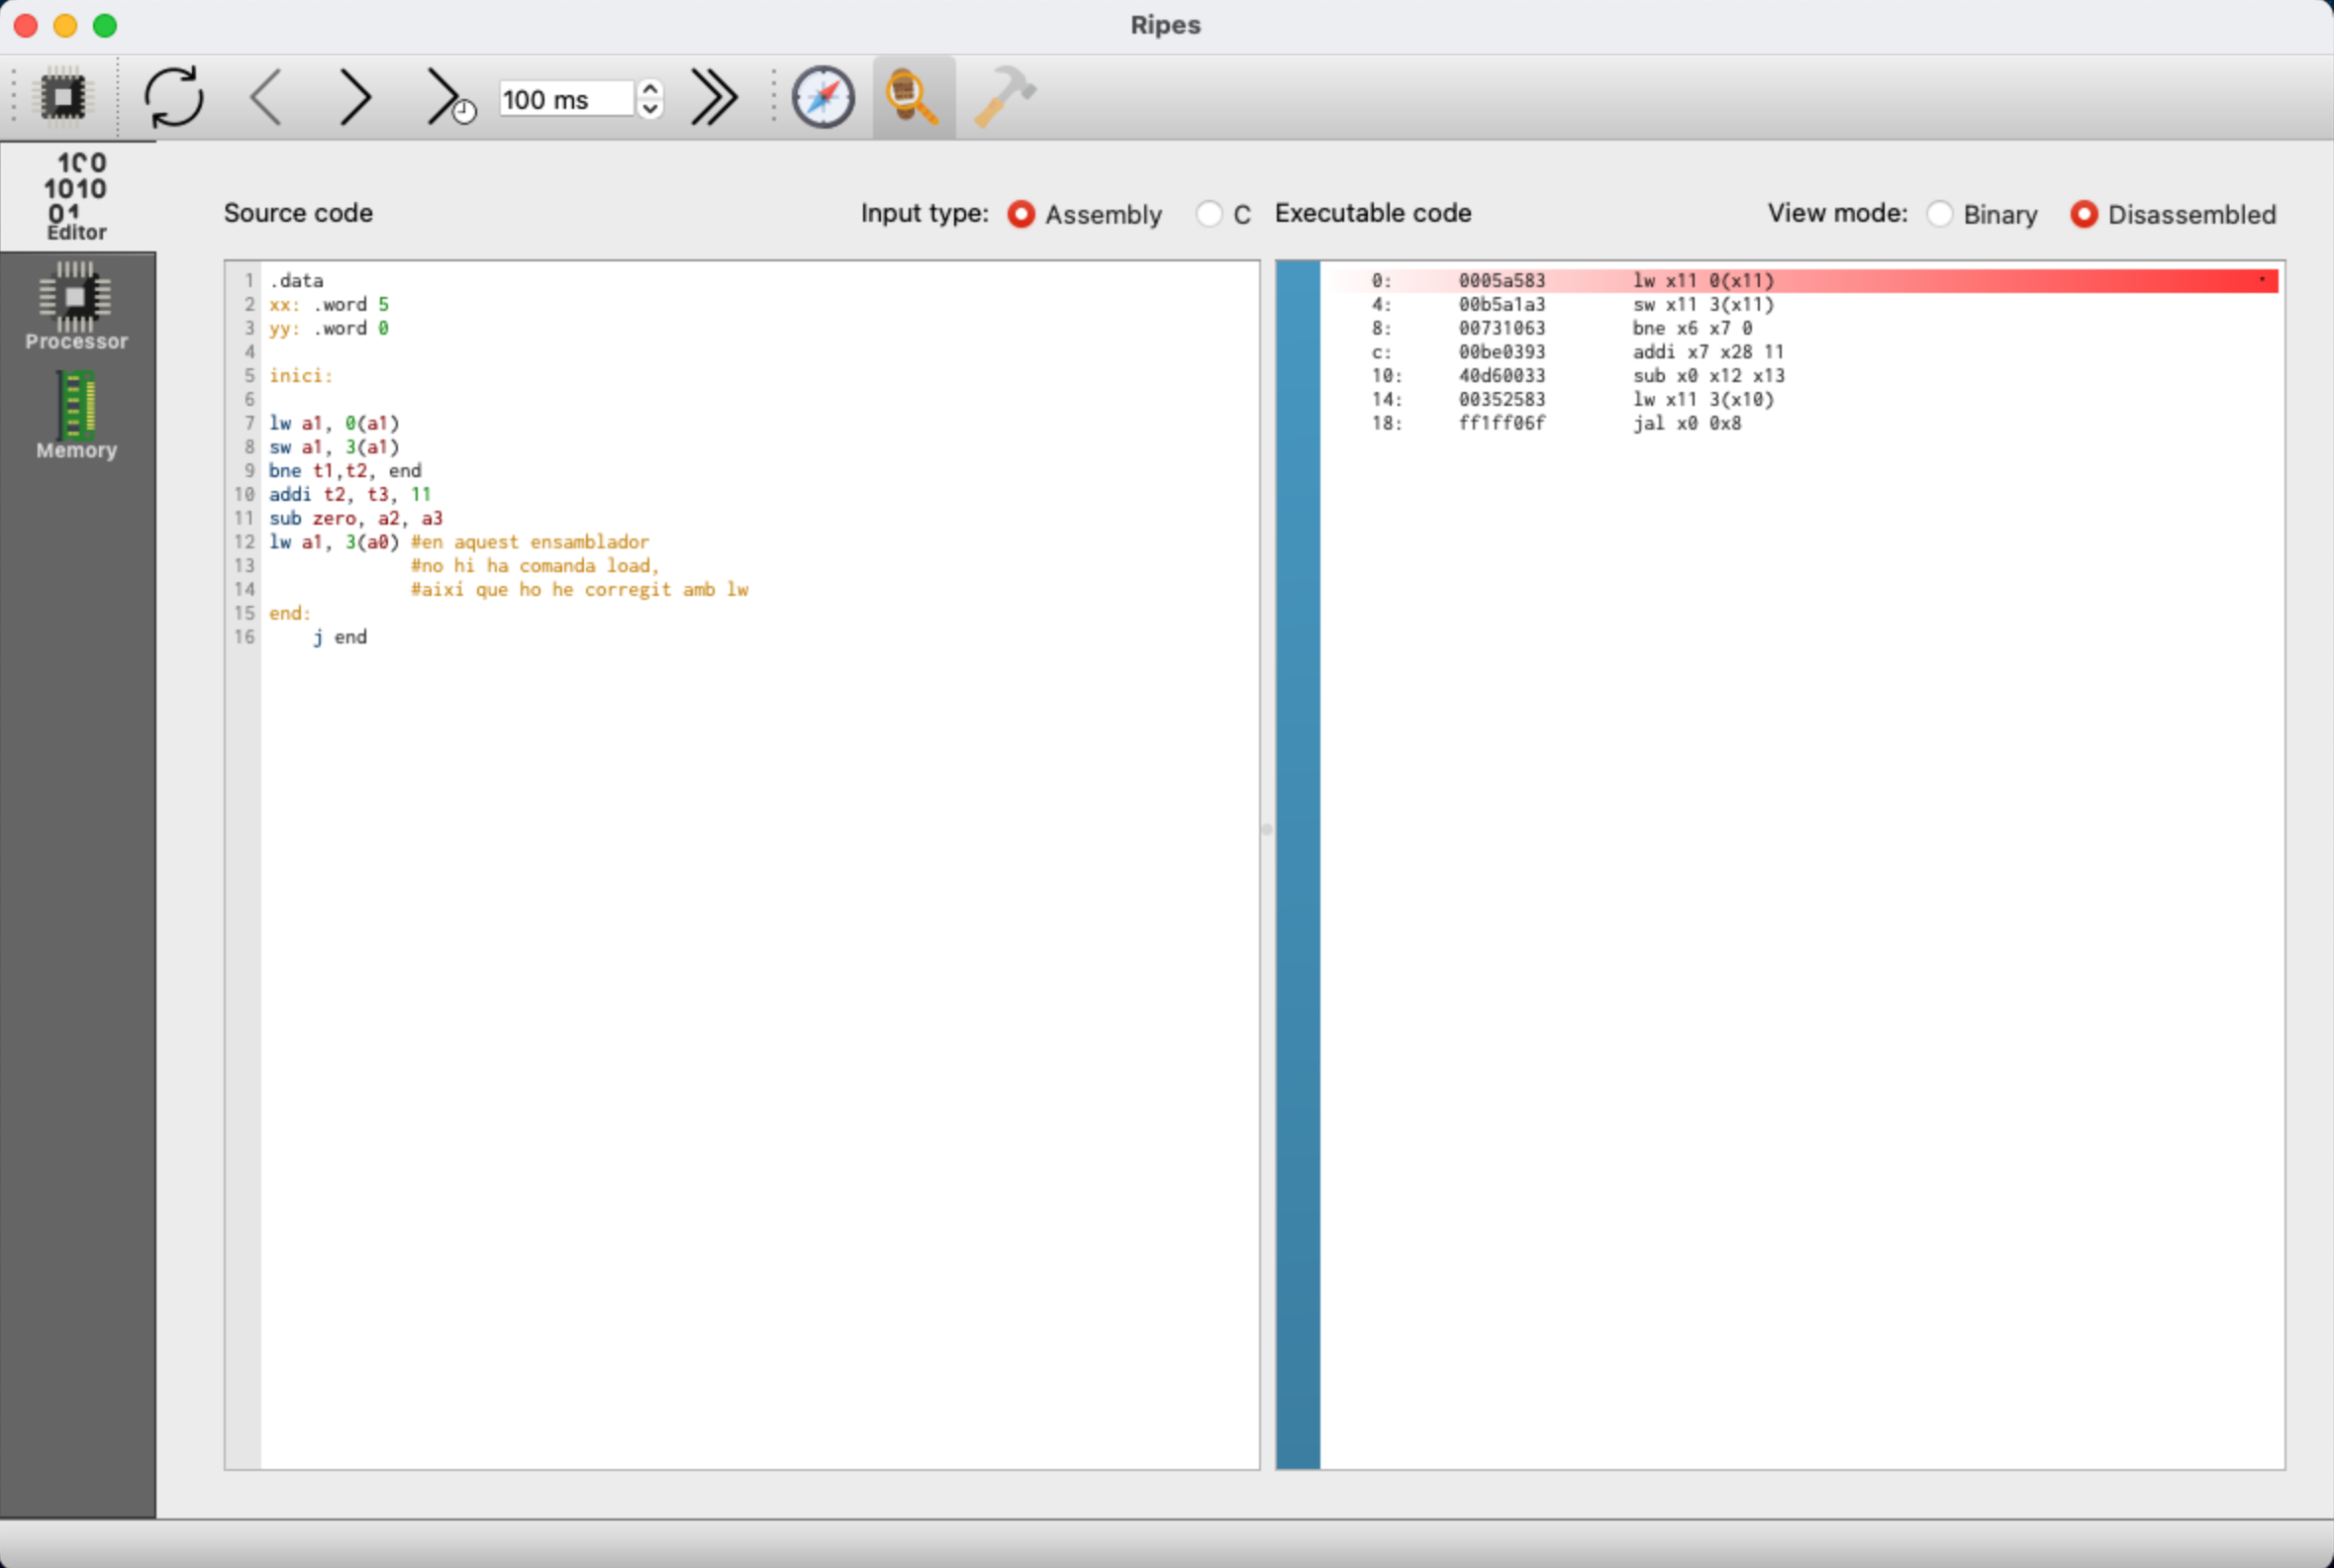 Ripes
100 ms
Editor
Processor
Memory
Source code
Input type: Assembly C
1 .data
2 xx: .word 5
3 yy: .word 0
4
5 inici:
6
7 lw a1, 0(a1)
8 sw a1, 3(a1)
9 bne t1,t2, end
10 addi t2, t3, 11
11 sub zero, a2, a3
12 lw a1, 3(a0) #en aquest ensamblador
13 #no hi ha comanda load,
14 #així que ho he corregit amb lw
15 end:
16 j end
Executable code
View mode: Binary Disassembled
0: 0005a583 lw x11 0(x11)
4: 00b5a1a3 sw x11 3(x11)
8: 00731063 bne x6 x7 0
c: 00be0393 addi x7 x28 11
10: 40d60033 sub x0 x12 x13
14: 00352583 lw x11 3(x10)
18: ff1ff06f jal x0 0x8